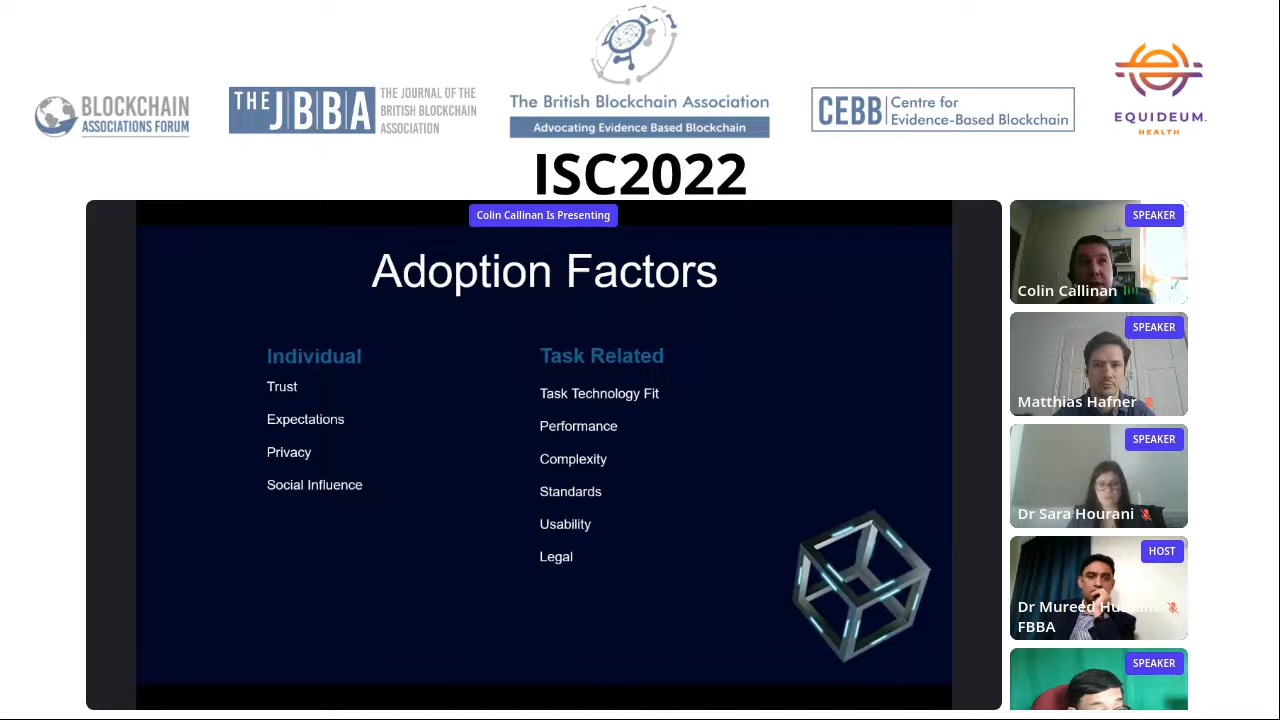 BLOCKCHAIN
ASSOCIATIONS FORUM
THE JBBA
THE JOURNAL OF THE
BRITISH BLOCKCHAIN
ASSOCIATION
The British Blockchain Association
Advocating Evidence Based Blockchain
CEBB
Centre for
Evidence-Based Blockchain
EQUIDEUM™
HEALTH
ISC2022
Colin Callinan Is Presenting
Adoption Factors
Individual
Trust
Expectations
Privacy
Social Influence
Task Related
Task Technology Fit
Performance
Complexity
Standards
Usability
Legal
SPEAKER
Colin Callinan
SPEAKER
Matthias Hafner
SPEAKER
Dr Sara Hourani
HOST
Dr Mureed
FBBA
SPEAKER